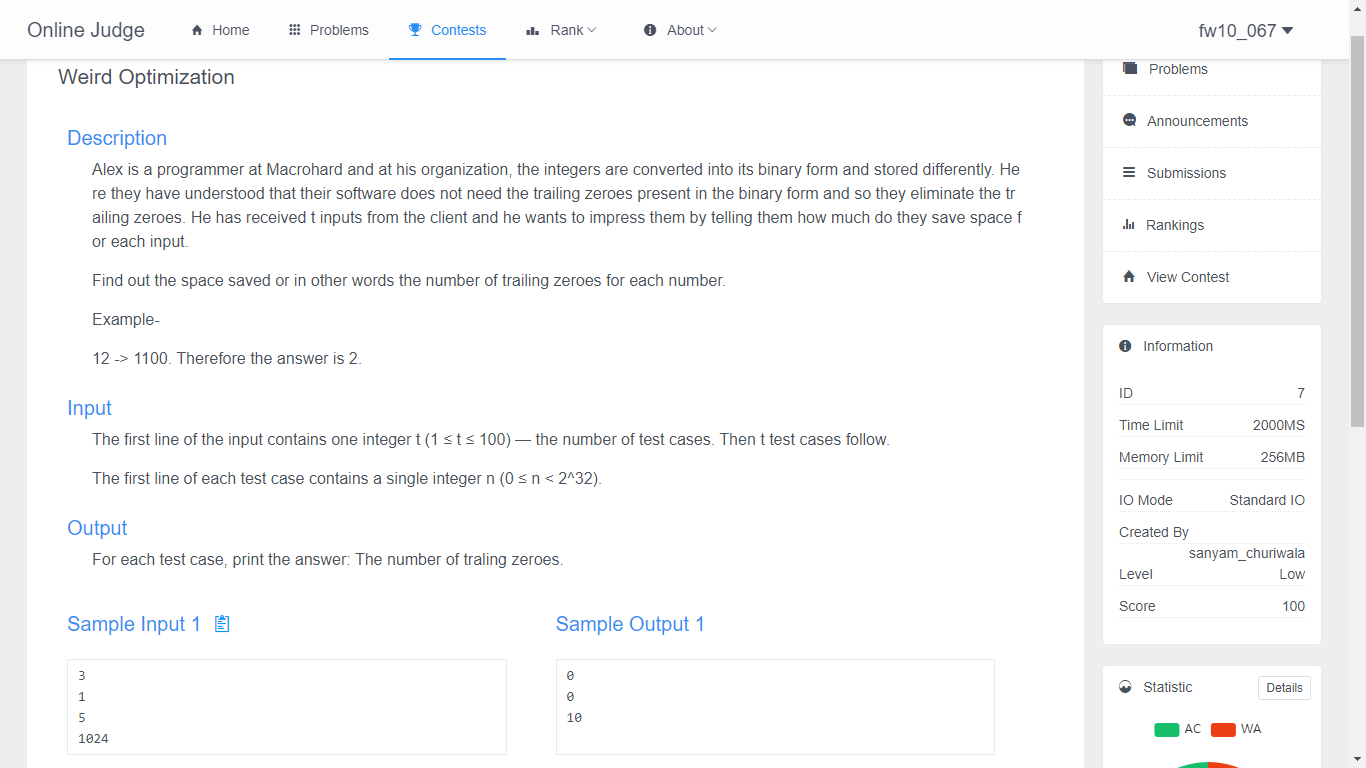 Online Judge
Home
Problems
Contests
Rank
About
fw10_067
Weird Optimization
Description
Alex is a programmer at Macrohard and at his organization, the integers are converted into its binary form and stored differently. He
re they have understood that their software does not need the trailing zeroes present in the binary form and so they eliminate the tr
ailing zeroes. He has received t inputs from the client and he wants to impress them by telling them how much do they save space f
or each input.
Find out the space saved or in other words the number of trailing zeroes for each number.
Example-
12 -> 1100. Therefore the answer is 2.
Input
The first line of the input contains one integer t (1 ≤ t ≤ 100) — the number of test cases. Then t test cases follow.
The first line of each test case contains a single integer n (0 ≤ n < 2^32).
Output
For each test case, print the answer: The number of traling zeroes.
Sample Input 1
3
1
5
1024
Sample Output 1
0
0
10
Problems
Announcements
Submissions
Rankings
View Contest
Information
ID 7
Time Limit 2000MS
Memory Limit 256MB
IO Mode Standard IO
Created By
sanyam_churiwala
Level Low
Score 100
Statistic Details
AC WA